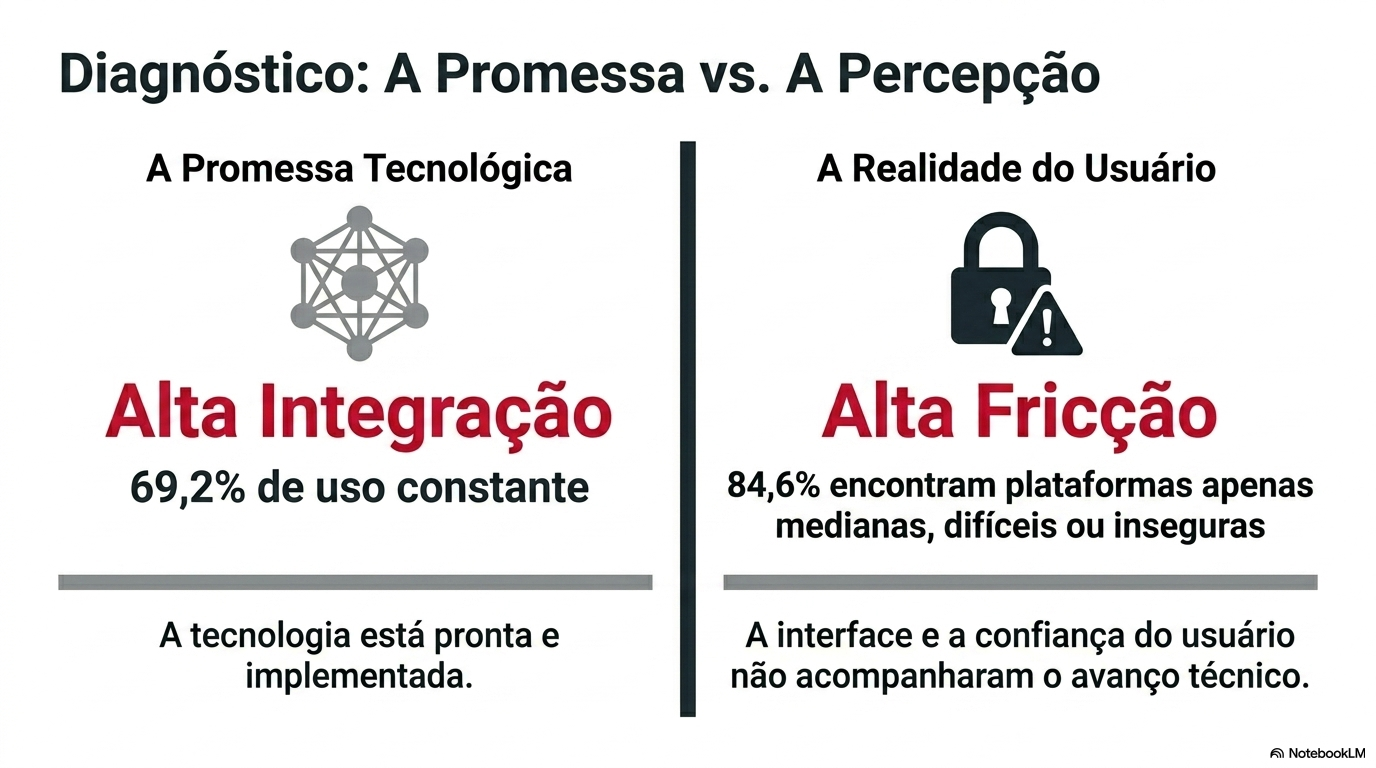 Diagnóstico: A Promessa vs. A Percepção
A Promessa Tecnológica
Alta Integração
69,2% de uso constante
A tecnologia está pronta e
implementada.
A Realidade do Usuário
Alta Fricção
84,6% encontram plataformas apenas
medianas, difíceis ou inseguras
A interface e a confiança do usuário
não acompanharam o avanço técnico.
NotebookLM